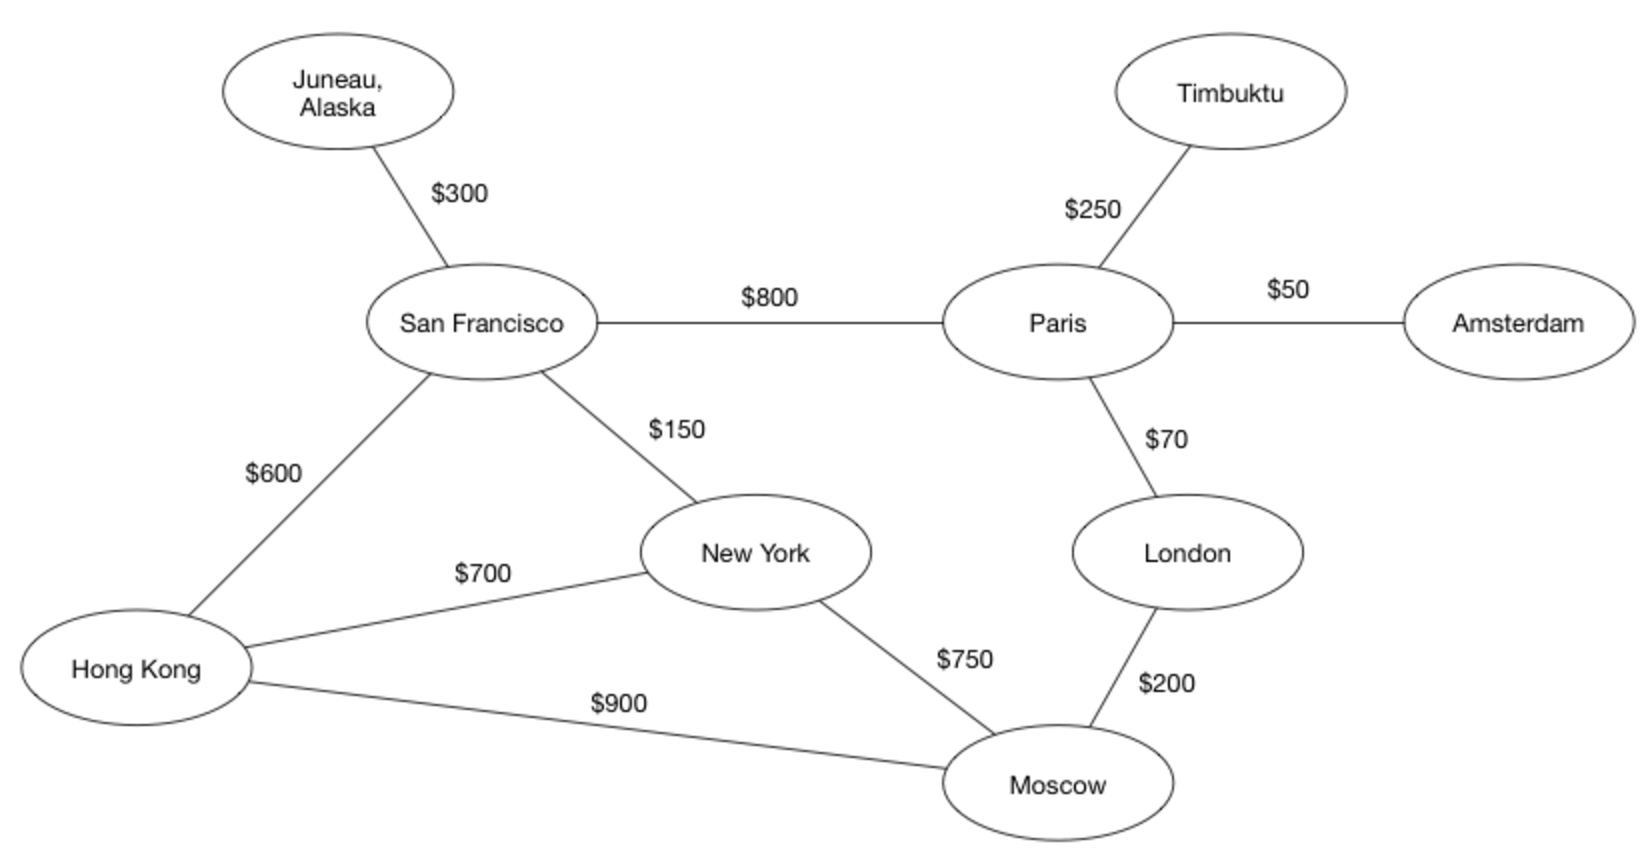 Juneau,
Alaska
Timbuktu
$300
$250
$800
$50
San Francisco
Paris
Amsterdam
$150
$70
$600
New York
London
$700
$750
Hong Kong
$200
$900
Moscow